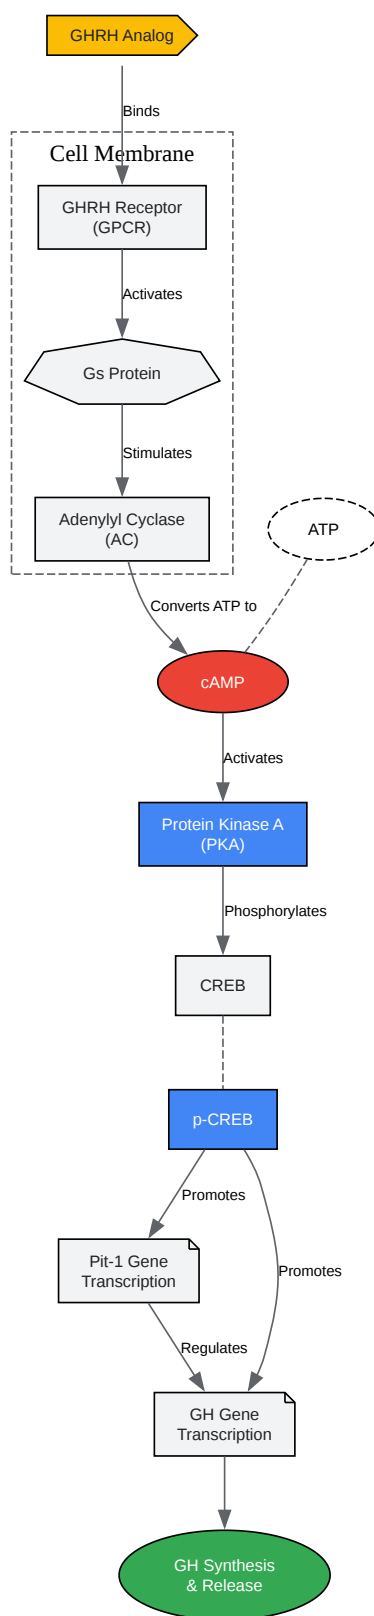 GHRH Analog
Binds
Cell Membrane
GHRH Receptor
(GPCR)
Activates
Gs Protein
Stimulates
Adenylyl Cyclase
(AC)
ATP
Converts ATP to
cAMP
Activates
Protein Kinase A
(PKA)
Phosphorylates
CREB
p-CREB
Promotes
Pit-1 Gene
Transcription
Promotes
Regulates
GH Gene
Transcription
GH Synthesis
& Release